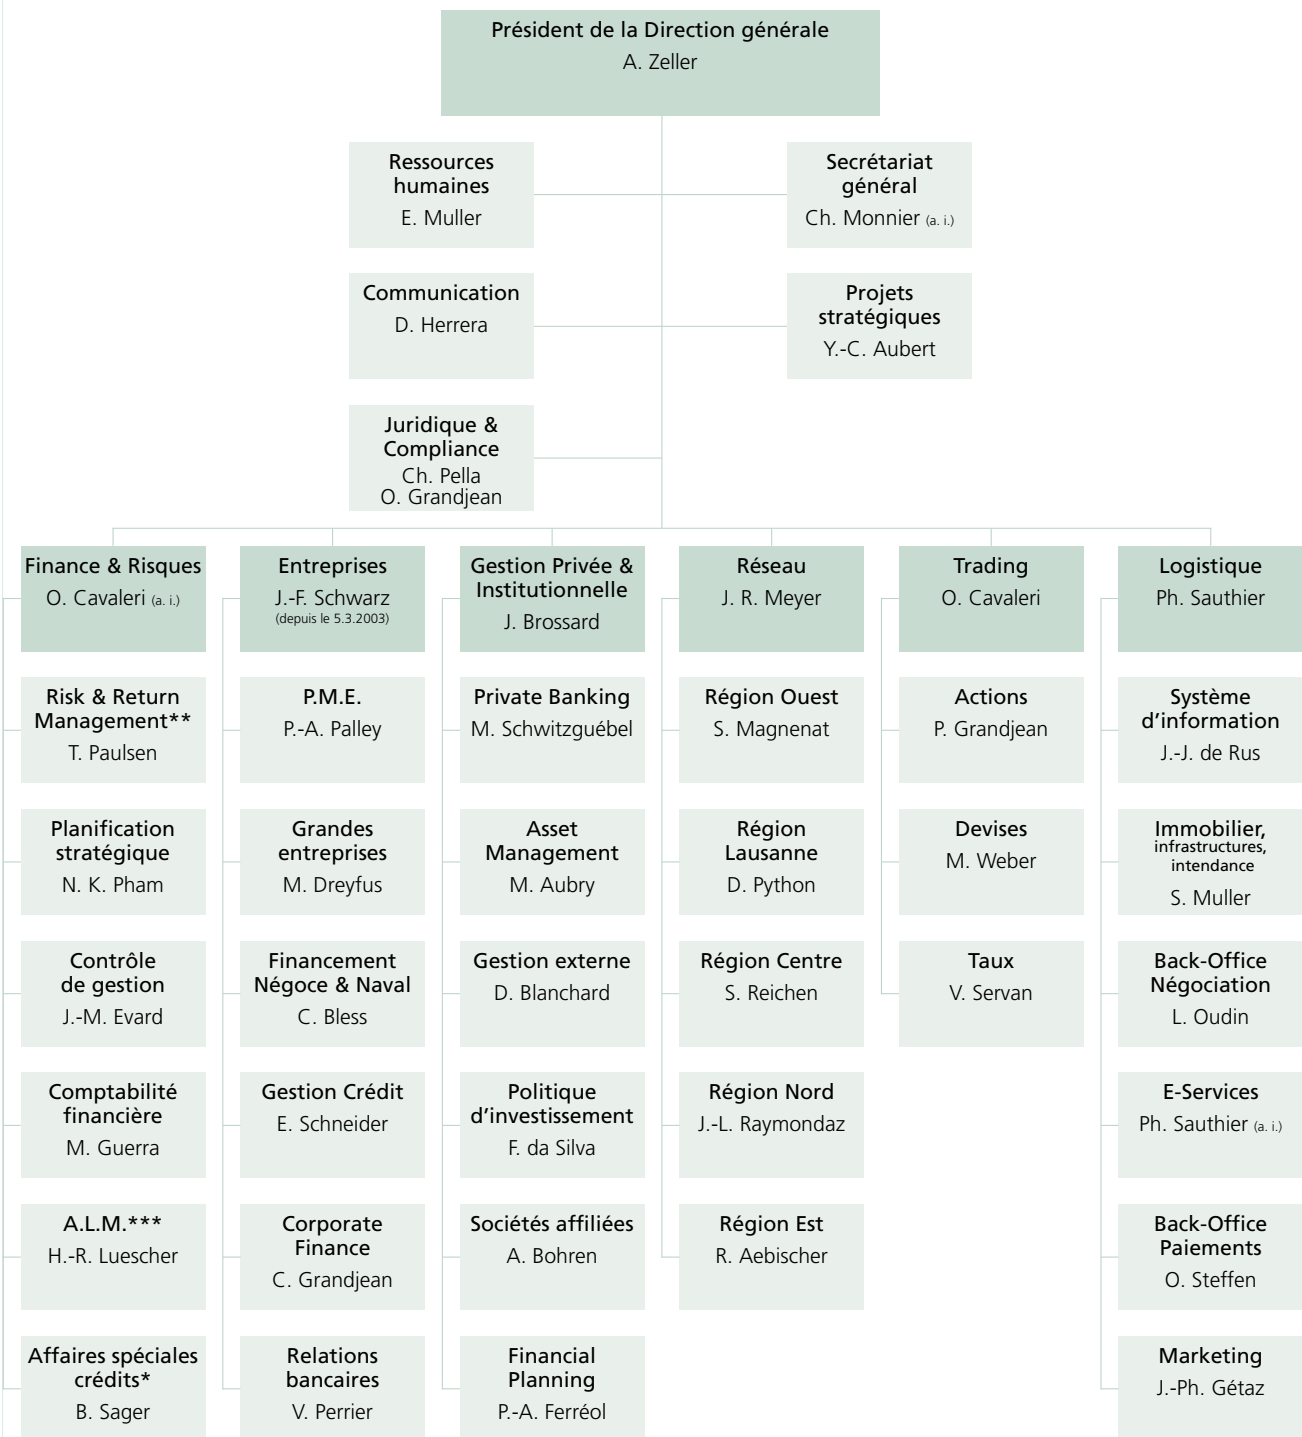 Président de la Direction générale
A. Zeller
Ressources
humaines
E. Muller
Secrétariat
général
Ch. Monnier (a. i.)
Communication
D. Herrera
Projets
stratégiques
Y.-C. Aubert
Juridique &
Compliance
Ch. Pella
O. Grandjean
Finance & Risques
O. Cavaleri (a. i.)
Entreprises
J.-F. Schwarz
(depuis le 5.3.2003)
Gestion Privée &
Institutionnelle
J. Brossard
Réseau
J. R. Meyer
Trading
O. Cavaleri
Logistique
Ph. Sauthier
Risk & Return
Management**
T. Paulsen
P.M.E.
P.-A. Palley
Private Banking
M. Schwitzguébel
Région Ouest
S. Magnenat
Actions
P. Grandjean
Système
d’information
J.-J. de Rus
Planification
stratégique
N. K. Pham
Grandes
entreprises
M. Dreyfus
Asset
Management
M. Aubry
Région
Lausanne
D. Python
Devises
M. Weber
Immobilier,
infrastructures,
intendance
S. Muller
Contrôle
de gestion
J.-M. Evard
Financement
Négoce & Naval
C. Bless
Gestion externe
D. Blanchard
Région Centre
S. Reichen
Taux
V. Servan
Back-Office
Négociation
L. Oudin
Comptabilité
financière
M. Guerra
Gestion Crédit
E. Schneider
Politique
d’investissement
F. da Silva
Région Nord
J.-L. Raymondaz
E-Services
Ph. Sauthier (a. i.)
A.L.M.***
H.-R. Luescher
Corporate
Finance
C. Grandjean
Sociétés affiliées
A. Bohren
Région Est
R. Aebischer
Back-Office
Paiements
O. Steffen
Affaires spéciales
crédits*
B. Sager
Relations
bancaires
V. Perrier
Financial
Planning
P.-A. Ferréol
Marketing
J.-Ph. Gétaz